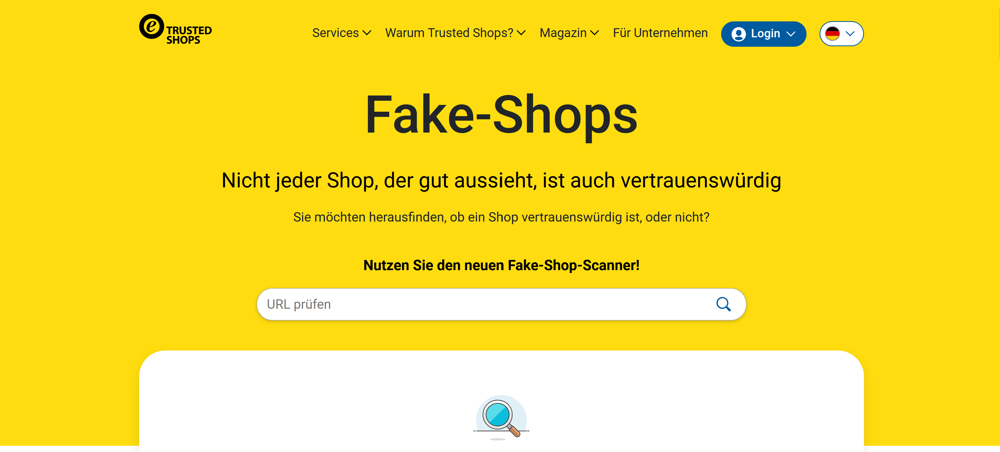 e TRUSTED
SHOPS
Services Warum Trusted Shops? Magazin Für Unternehmen Login
Fake-Shops
Nicht jeder Shop, der gut aussieht, ist auch vertrauenswürdig
Sie möchten herausfinden, ob ein Shop vertrauenswürdig ist, oder nicht?
Nutzen Sie den neuen Fake-Shop-Scanner!
URL prüfen